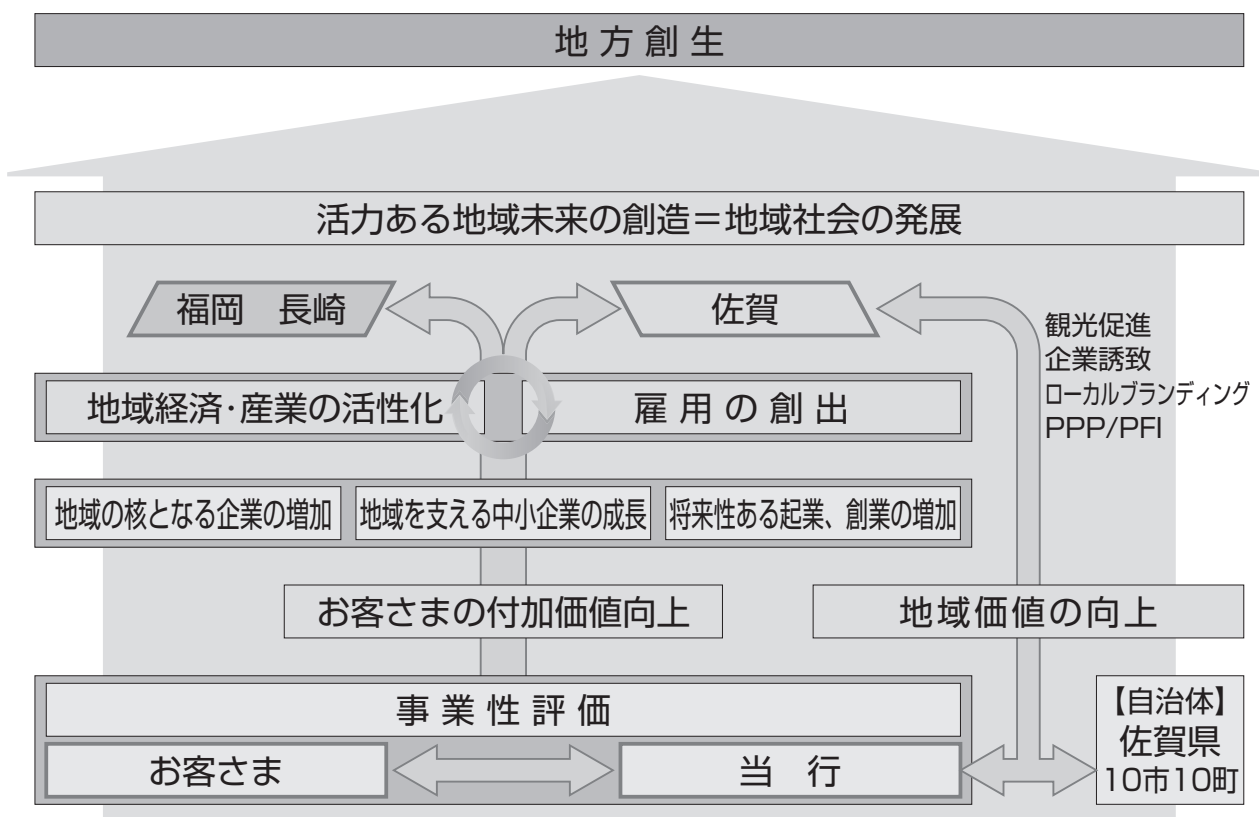 地方創生
活力ある地域未来の創造＝地域社会の発展
福岡　長崎
佐賀
観光促進
企業誘致
ローカルブランディング
PPP/PFI
地域経済・産業の活性化
雇用の創出
地域の核となる企業の増加
地域を支える中小企業の成長
将来性ある起業、創業の増加
お客さまの付加価値向上
地域価値の向上
事業性評価
お客さま
当　行
【自治体】
佐賀県
10市10町